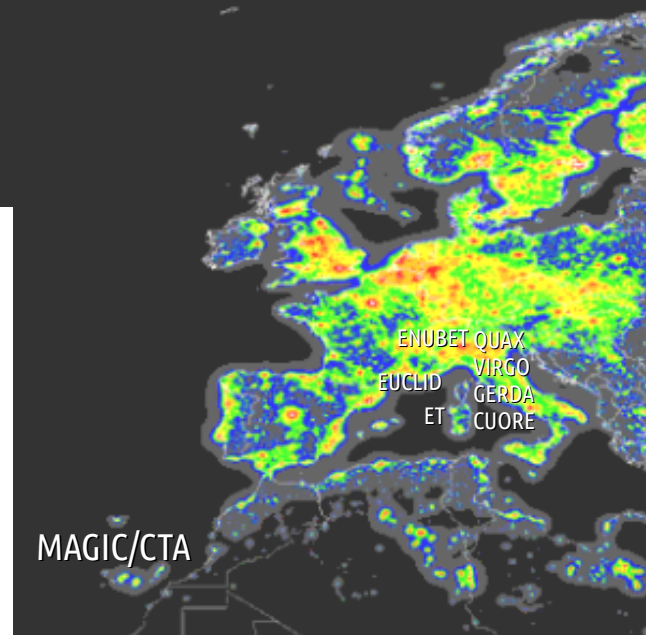 ENUBET QUAX
VIRGO
EUCLID
GERDA
ET
CUORE
MAGIC/CTA